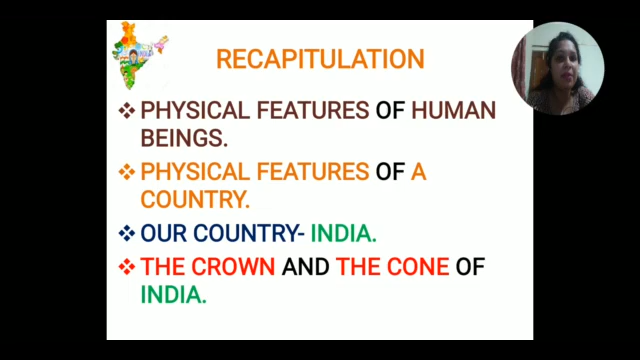 RECAPITULATION
❖ PHYSICAL FEATURES OF HUMAN
BEINGS.
❖ PHYSICAL FEATURES OF A
COUNTRY.
❖ OUR COUNTRY- INDIA.
❖ THE CROWN AND THE CONE OF
INDIA.